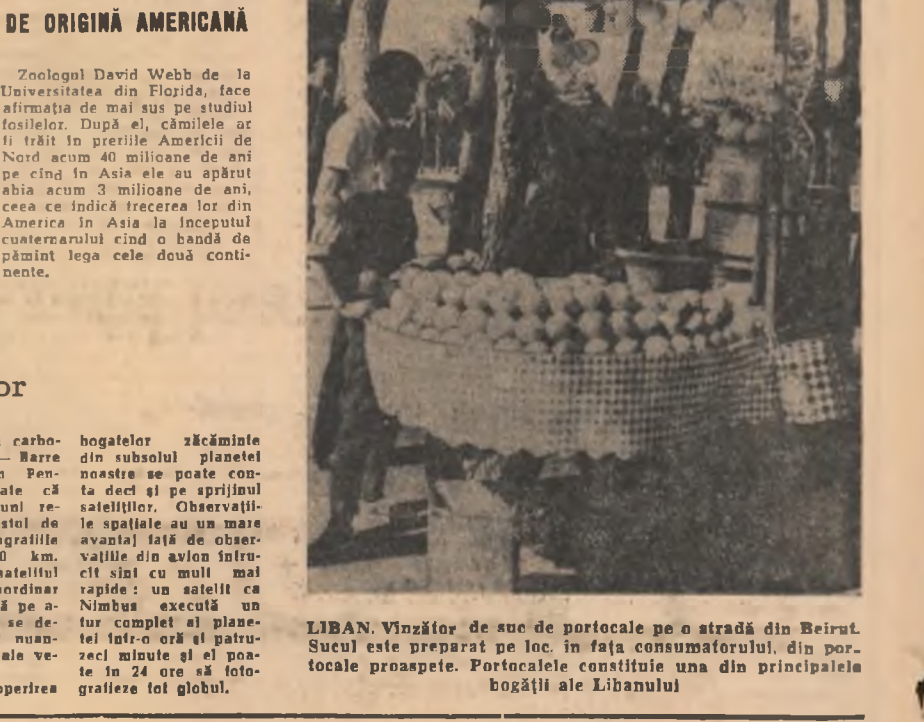 DE ORIGINĂ AMERICANĂ
Zoologul David Webb de la
Universitatea din Florida, face
afirmația de mai sus pe studiul
fosilelor. După el, cămilele ar
fi trăit în preriile Americii de
Nord acum 40 milioane de ani
pe cînd în Asia ele au apărut
abia acum 3 milioane de ani,
ceea ce indică trecerea lor din
America în Asia la începutul
cuaternarului cînd o bandă de
pămînt lega cele două conti-
nente.
or
carbo-
— Barre
Pen-
ate că
uni re-
stol de
ografiile
0 km.
satelitul
ordinar
ă pe a-
se de-
nuan-
ale ve-
operirea
bogatelor zăcăminte
din subsolul planetei
noastre se poate con-
ta deci și pe sprijinul
sateliților. Observații-
le spațiale au un mare
avantaj față de obser-
vațiile din avion întru-
cît sînt cu mult mai
rapide : un satelit ca
Nimbus execută un
tur complet al plane-
tei într-o oră și patru-
zeci minute și el poa-
te în 24 ore să foto-
grafieze tot globul.
LIBAN. Vînzător de suc de portocale pe o stradă din Beirut.
Sucul este preparat pe loc, în fața consumatorului, din por-
tocale proaspete. Portocalele constituie una din principalele
bogății ale Libanului